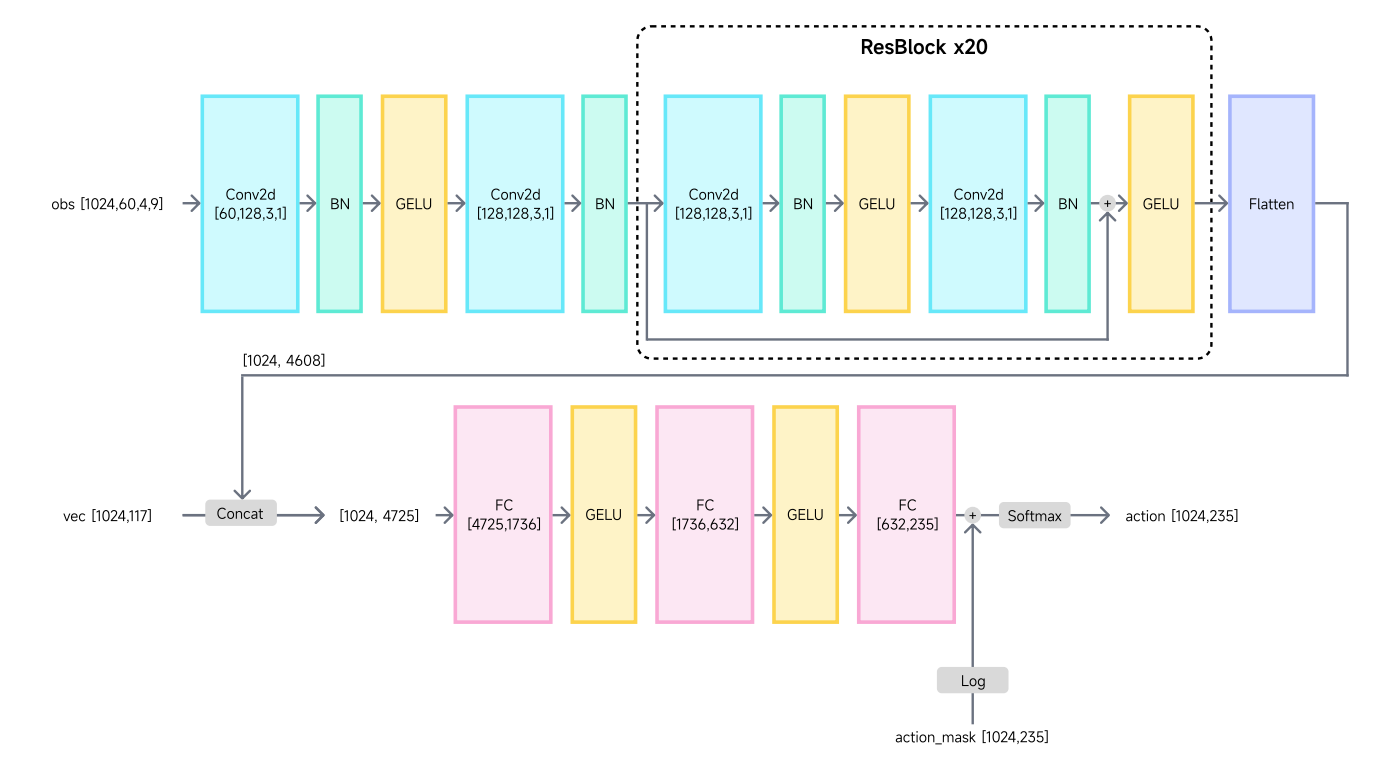 ResBlock x20
obs [1024,60,4,9]
Conv2d
[60,128,3,1]
BN
GELU
Conv2d
[128,128,3,1]
BN
Conv2d
[128,128,3,1]
BN
GELU
Conv2d
[128,128,3,1]
BN
+
GELU
Flatten
[1024, 4608]
vec [1024,117]
Concat
[1024, 4725]
FC
[4725,1736]
GELU
FC
[1736,632]
GELU
FC
[632,235]
+
Softmax
action [1024,235]
Log
action_mask [1024,235]